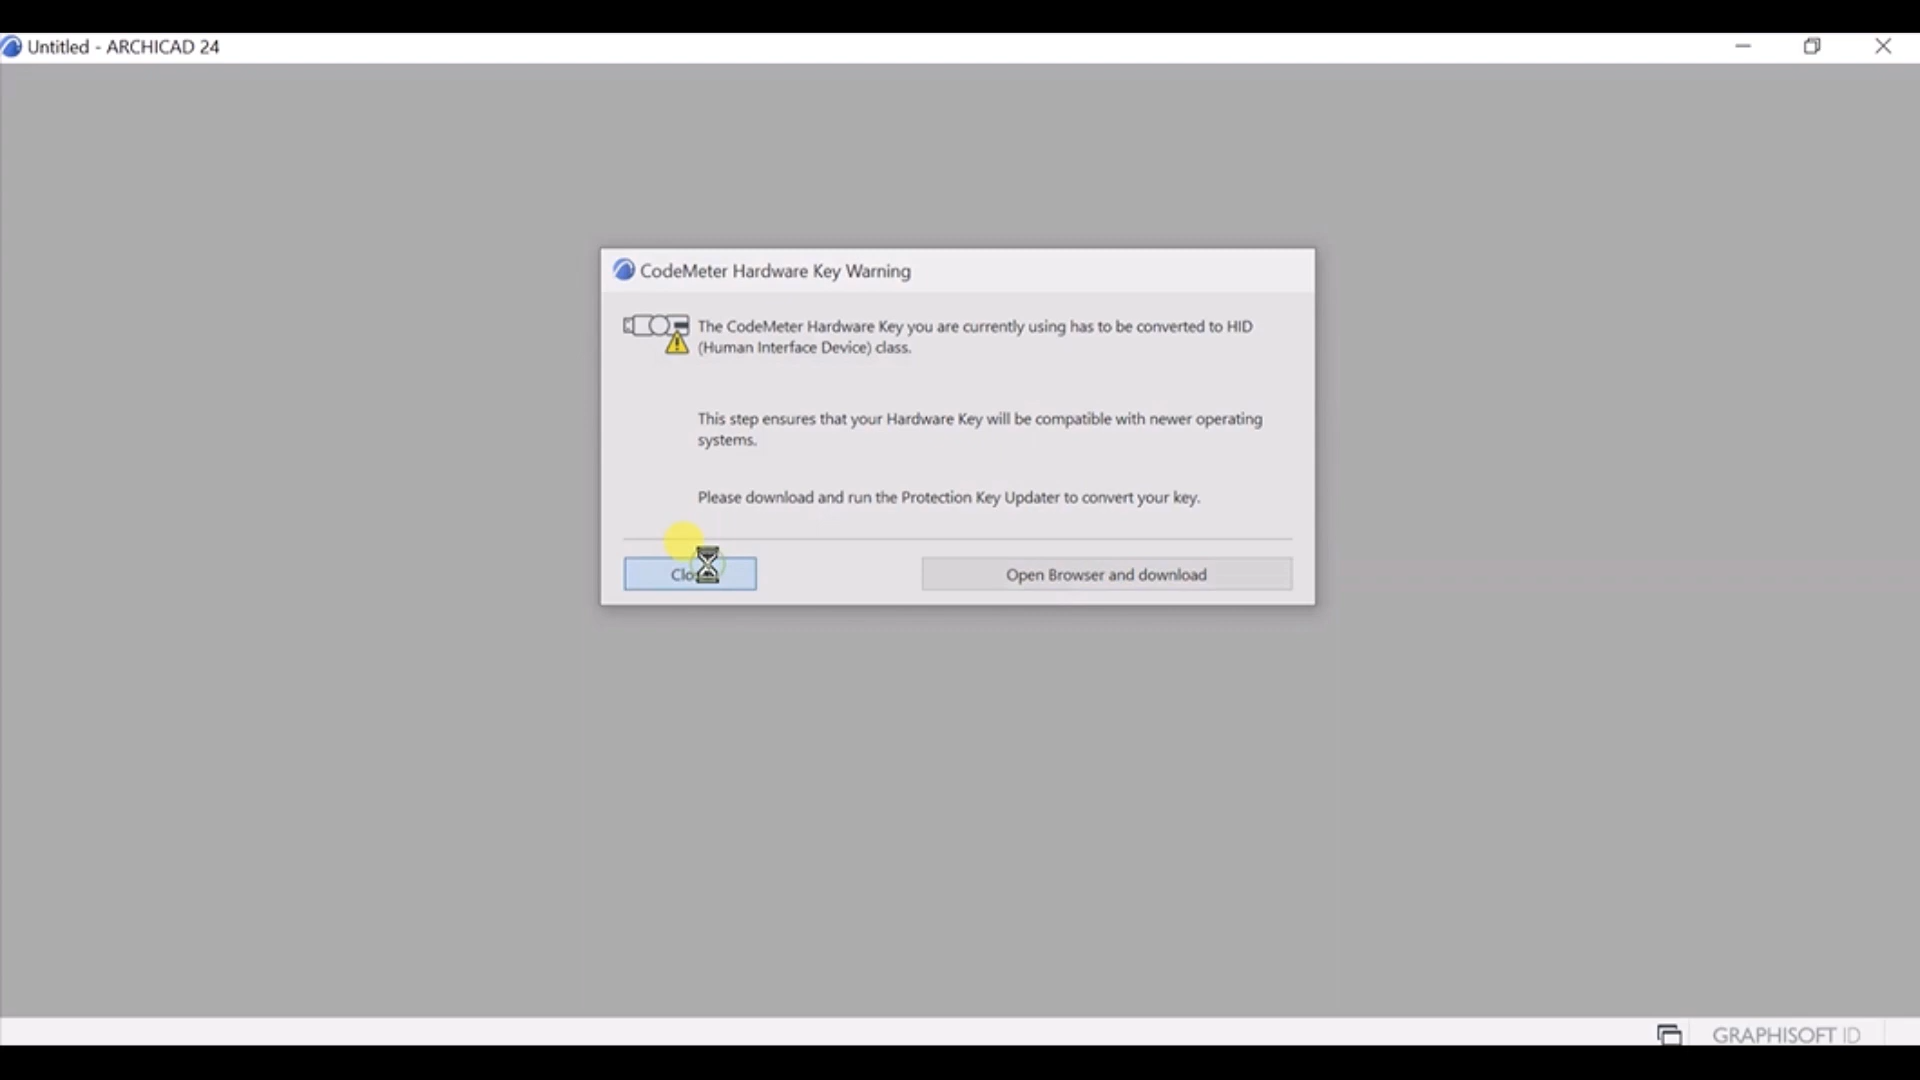 Untitled - ARCHICAD 24
CodeMeter Hardware Key Warning
The CodeMeter Hardware Key you are currently using has to be converted to HID
(Human Interface Device) class.
This step ensures that your Hardware Key will be compatible with newer operating
systems.
Please download and run the Protection Key Updater to convert your key.
Open Browser and download
GRAPHISOFT ID